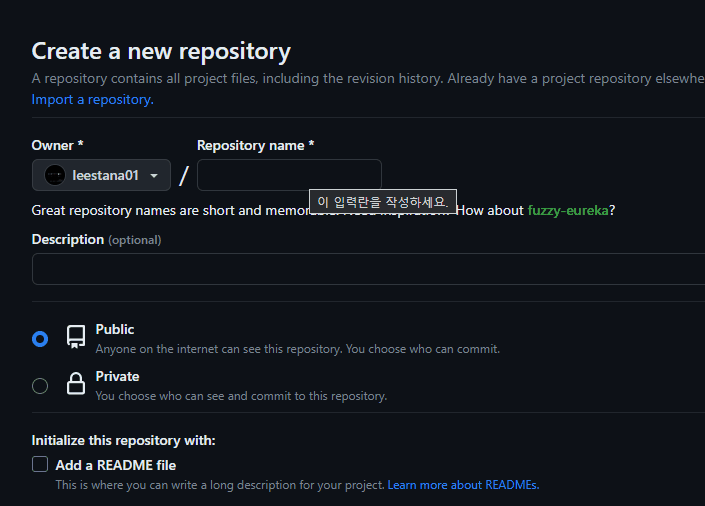 Create a new repository
A repository contains all project files, including the revision history. Already have a project repository elsewhe
Import a repository.
Owner * Repository name *
leestana01 /
이 입력란을 작성하세요.
Great repository names are short and How about fuzzy-eureka?
Description (optional)
Public
Anyone on the internet can see this repository. You choose who can commit.
Private
You choose who can see and commit to this repository.
Initialize this repository with:
Add a README file
This is where you can write a long description for your project. Learn more about READMEs.